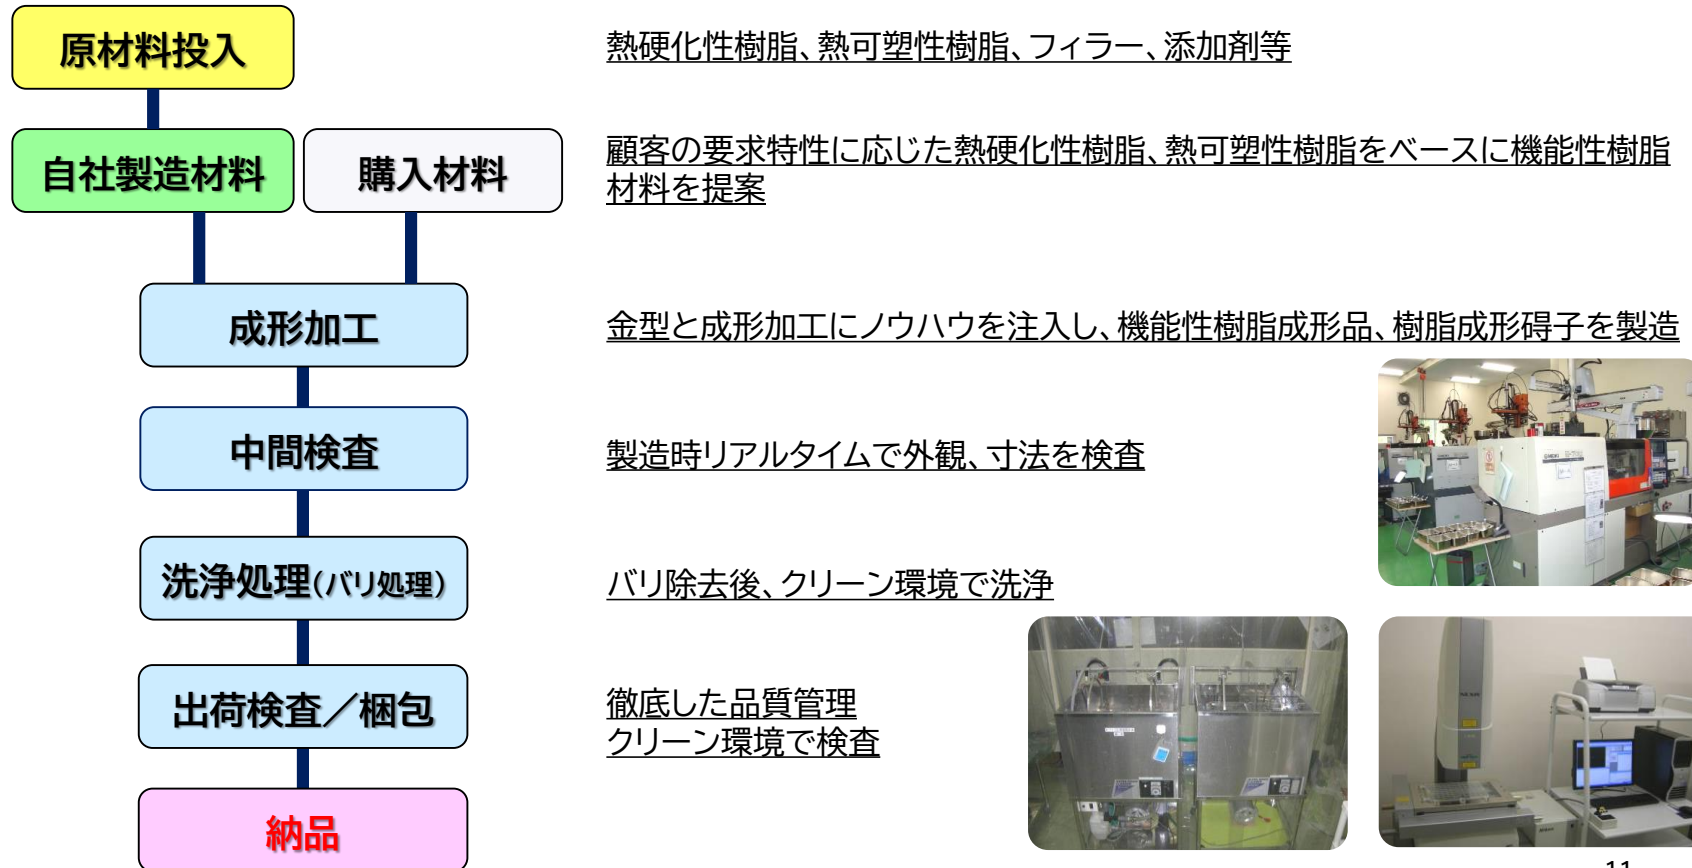 原材料投入
熱硬化性樹脂、熱可塑性樹脂、フィラー、添加剤等
自社製造材料
購入材料
顧客の要求特性に応じた熱硬化性樹脂、熱可塑性樹脂をベースに機能性樹脂
材料を提案
成形加工
金型と成形加工にノウハウを注入し、機能性樹脂成形品、樹脂成形碍子を製造
中間検査
製造時リアルタイムで外観、寸法を検査
洗浄処理(バリ処理)
バリ除去後、クリーン環境で洗浄
出荷検査／梱包
徹底した品質管理
クリーン環境で検査
納品